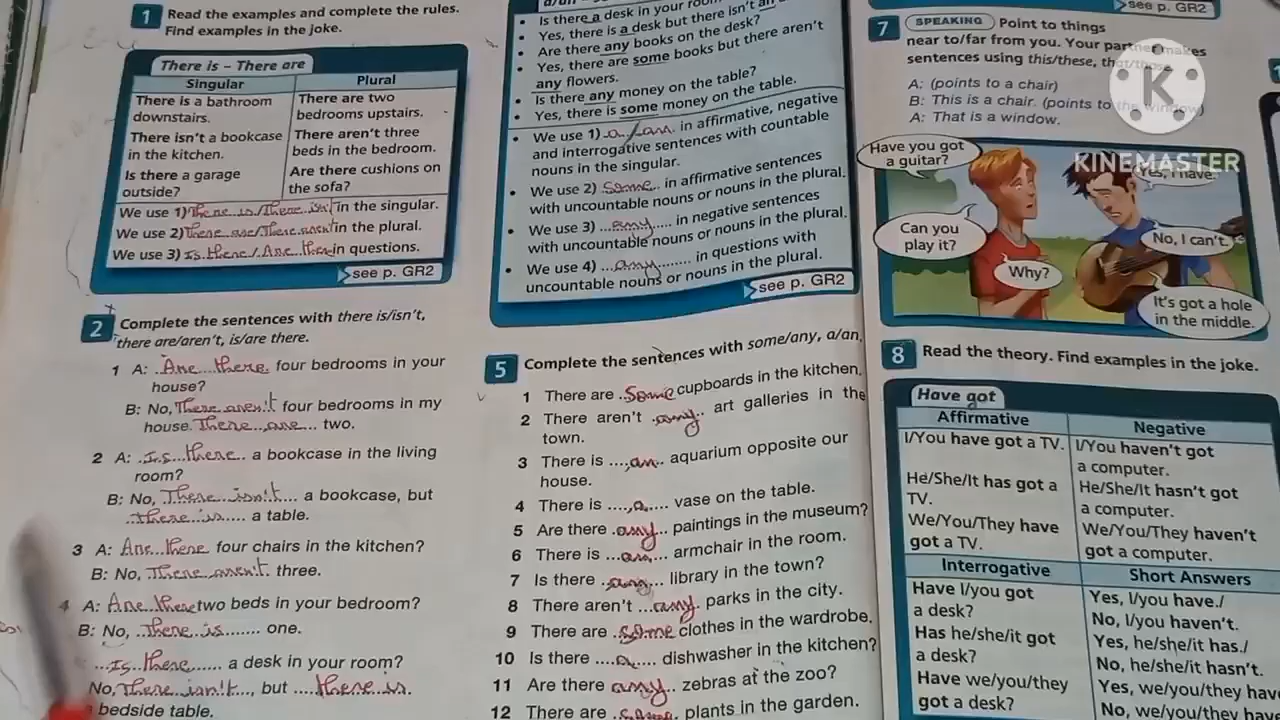 1 Read the examples and complete the rules.
Find examples in the joke.
There is – There are
Singular Plural
There is a bathroom downstairs. There are two bedrooms upstairs.
There isn't a bookcase in the kitchen. There aren't three beds in the bedroom.
Is there a garage outside? Are there cushions on the sofa?
We use 1) There is/There isn't in the singular.
We use 2) There are/There aren't in the plural.
We use 3) Is there/Are there in questions.
see p. GR2
2 Complete the sentences with there is/isn't,
there are/aren't, is/are there.
1 A: Are there four bedrooms in your
house?
B: No, There aren't four bedrooms in my
house. There are two.
2 A: Is there a bookcase in the living
room?
B: No, There isn't a bookcase, but
there is a table.
3 A: Are there four chairs in the kitchen?
B: No, There aren't three.
4 A: Are there two beds in your bedroom?
B: No, There is one.
Is there a desk in your room?
No, There isn't, but there is
bedside table.
• Is there a desk in your room
• Yes, there is a desk but there isn't an
• Are there any books on the desk?
• Yes, there are some books but there aren't
any flowers.
• Is there any money on the table?
• Yes, there is some money on the table.
• We use 1) a/an in affirmative, negative
and interrogative sentences with countable
nouns in the singular.
• We use 2) some in affirmative sentences
with uncountable nouns or nouns in the plural.
• We use 3) any in negative sentences
with uncountable nouns or nouns in the plural.
• We use 4) any in questions with
uncountable nouns or nouns in the plural.
see p. GR2
5 Complete the sentences with some/any, a/an.
1 There are some cupboards in the kitchen.
2 There aren't any art galleries in the
town.
3 There is an aquarium opposite our
house.
4 There is a vase on the table.
5 Are there any paintings in the museum?
6 There is an armchair in the room.
7 Is there any library in the town?
8 There aren't any parks in the city.
9 There are some clothes in the wardrobe.
10 Is there a dishwasher in the kitchen?
11 Are there any zebras at the zoo?
12 There are some plants in the garden.
see p. GR2
7 SPEAKING Point to things
near to/far from you. Your partner makes
sentences using this/these, that/those.
A: (points to a chair)
B: This is a chair. (points to the window)
A: That is a window.
K
KINEMASTER
Have you got
a guitar?
Yes, I have.
Can you
play it?
No, I can't.
Why?
It's got a hole
in the middle.
8 Read the theory. Find examples in the joke.
Have got
Affirmative Negative
I/You have got a TV. I/You haven't got a computer.
He/She/It has got a TV. He/She/It hasn't got a computer.
We/You/They have got a TV. We/You/They haven't got a computer.
Interrogative Short Answers
Have I/you got a desk? Yes, I/you have./ No, I/you haven't.
Has he/she/it got a desk? Yes, he/she/it has./ No, he/she/it hasn't.
Have we/you/they got a desk? Yes, we/you/they have No, we/you/they